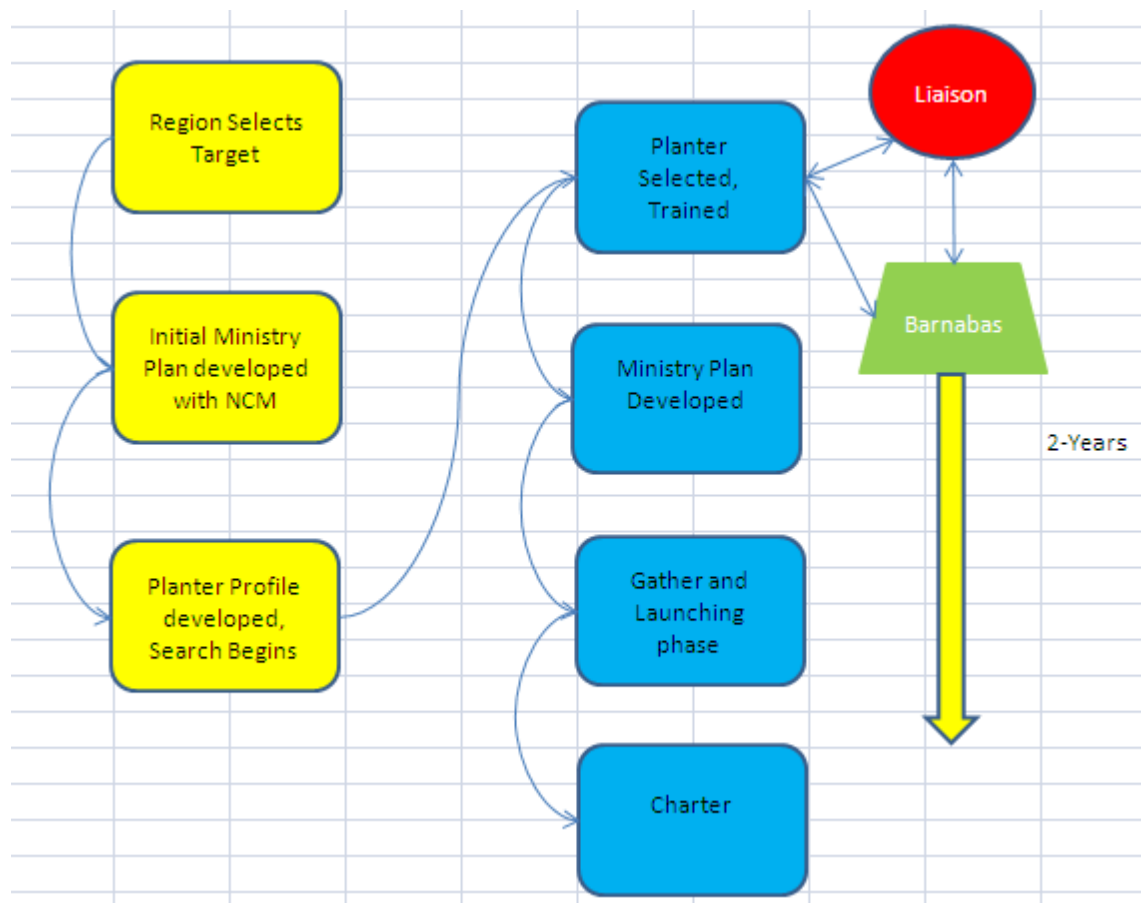 Region Selects
Target
Initial Ministry
Plan developed
with NCM
Planter Profile
developed,
Search Begins
Planter
Selected,
Trained
Ministry Plan
Developed
Gather and
Launching
phase
Charter
Liaison
Barnabas
2-Years